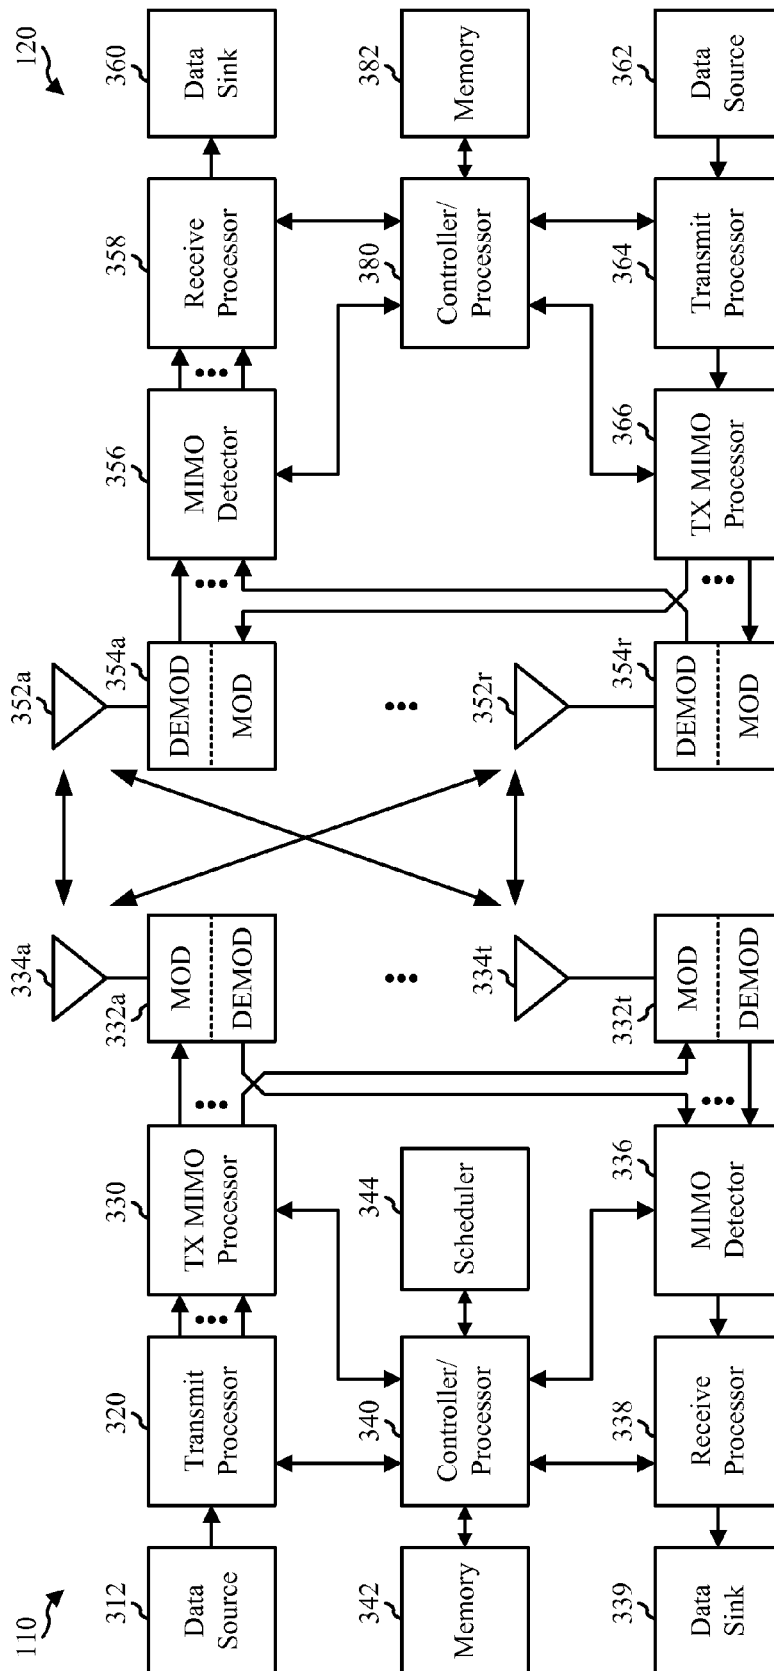 110
120
312
Data
Source
320
Transmit
Processor
330
TX MIMO
Processor
332a
MOD
DEMOD
334a
352a
354a
DEMOD
MOD
356
MIMO
Detector
358
Receive
Processor
360
Data
Sink
342
Memory
340
Controller/
Processor
344
Scheduler
380
Controller/
Processor
382
Memory
339
Data
Sink
338
Receive
Processor
336
MIMO
Detector
332t
MOD
DEMOD
334t
352r
354r
DEMOD
MOD
366
TX MIMO
Processor
364
Transmit
Processor
362
Data
Source